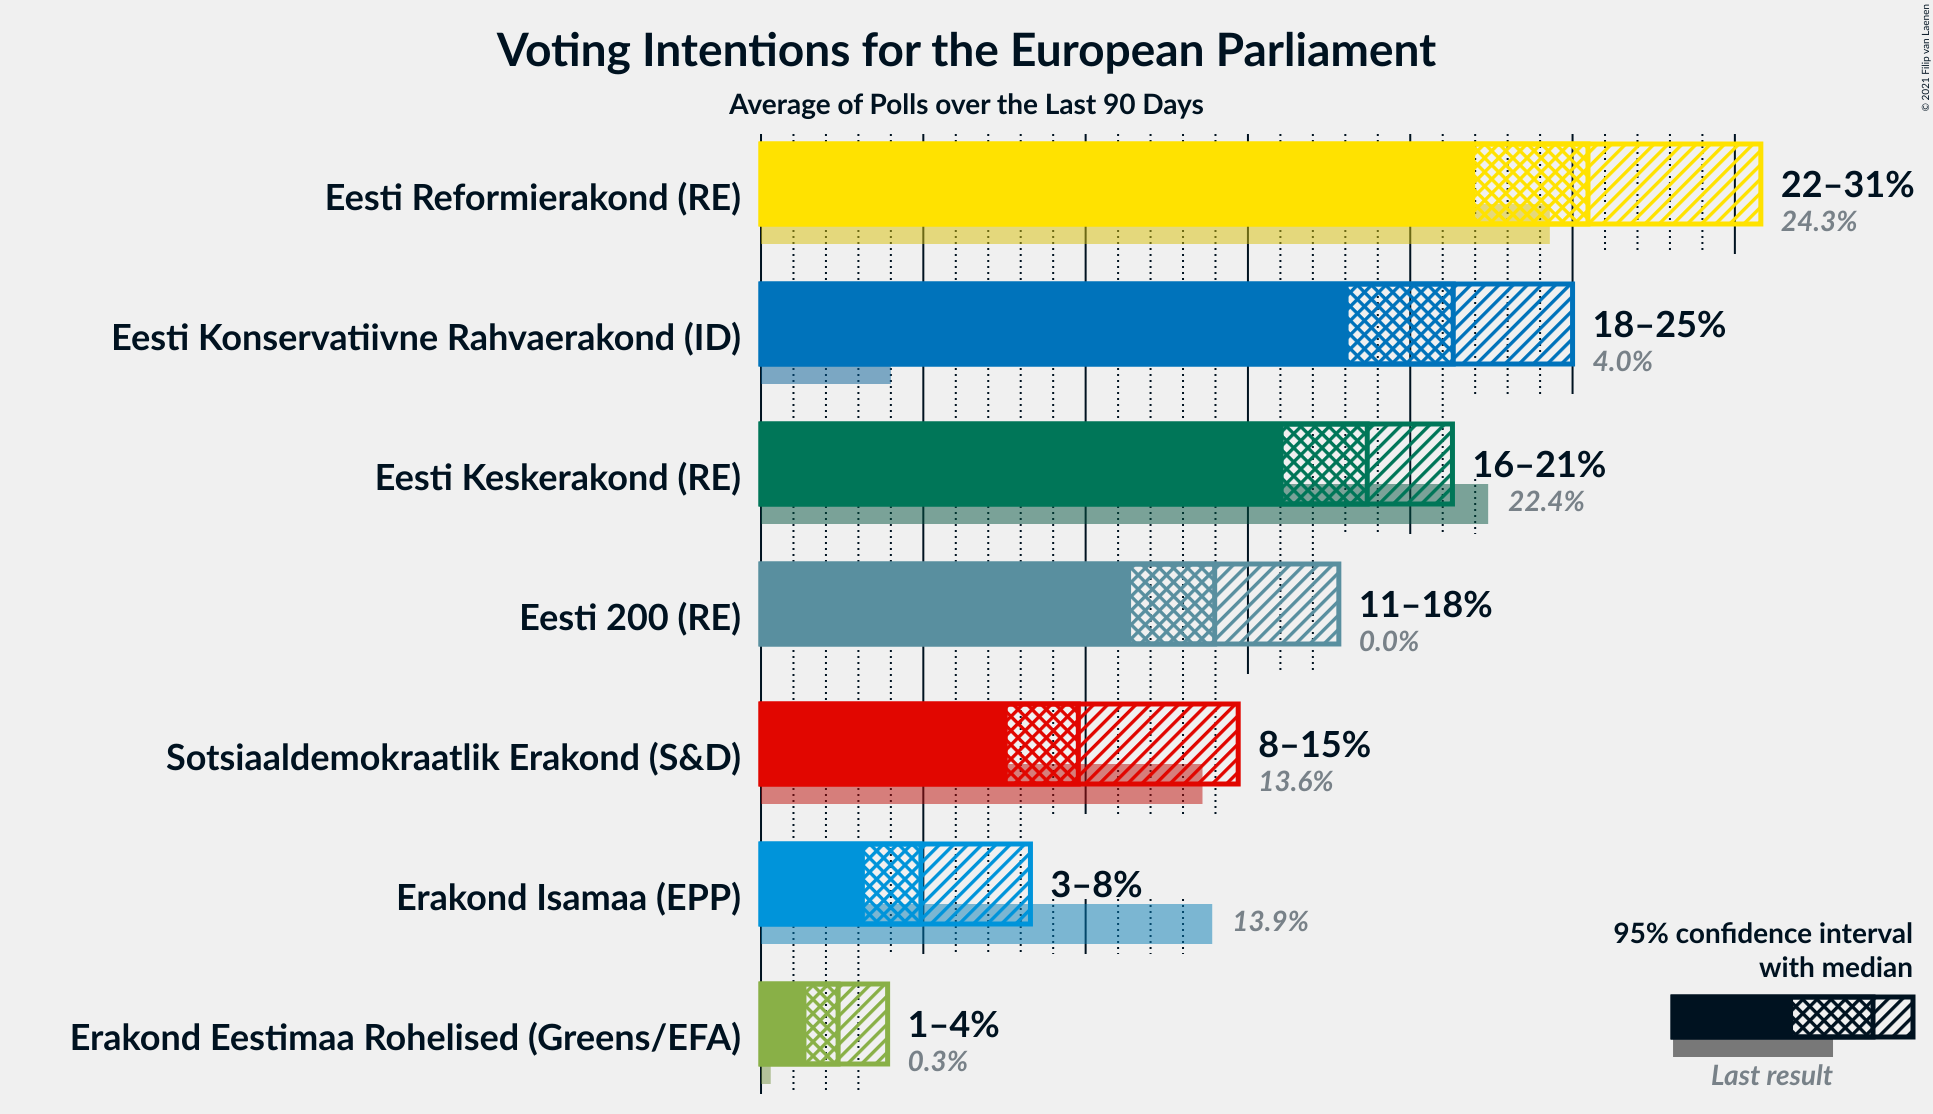 Voting Intentions for the European Parliament
Average of Polls over the Last 90 Days
© 2021 Filip van Laenen
Eesti Reformierakond (RE)
22–31%
24.3%
Eesti Konservatiivne Rahvaerakond (ID)
18–25%
4.0%
Eesti Keskerakond (RE)
16–21%
22.4%
Eesti 200 (RE)
11–18%
0.0%
Sotsiaaldemokraatlik Erakond (S&D)
8–15%
13.6%
Erakond Isamaa (EPP)
3–8%
13.9%
Erakond Eestimaa Rohelised (Greens/EFA)
1–4%
0.3%
95% confidence interval
with median
Last result